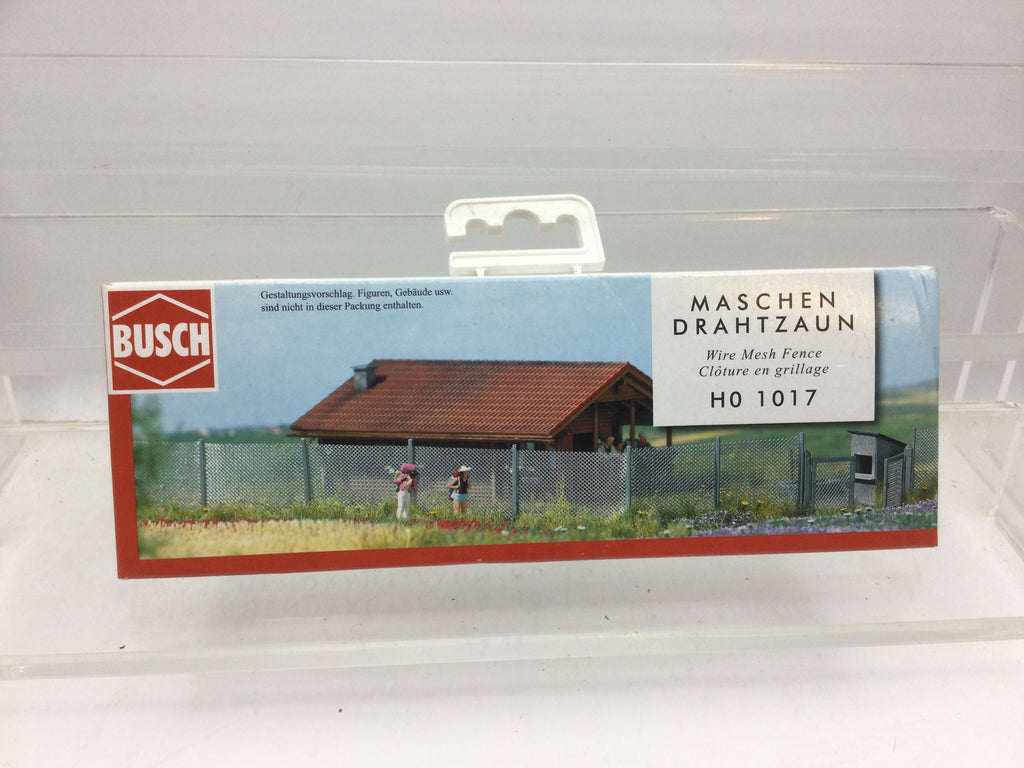 BUSCH
Gestaltungsvorschlag. Figuren, Gebäude usw.
sind nicht in dieser Packung enthalten.
MASCHEN
DRAHTZAUN
Wire Mesh Fence
Clôture en grillage
H0 1017